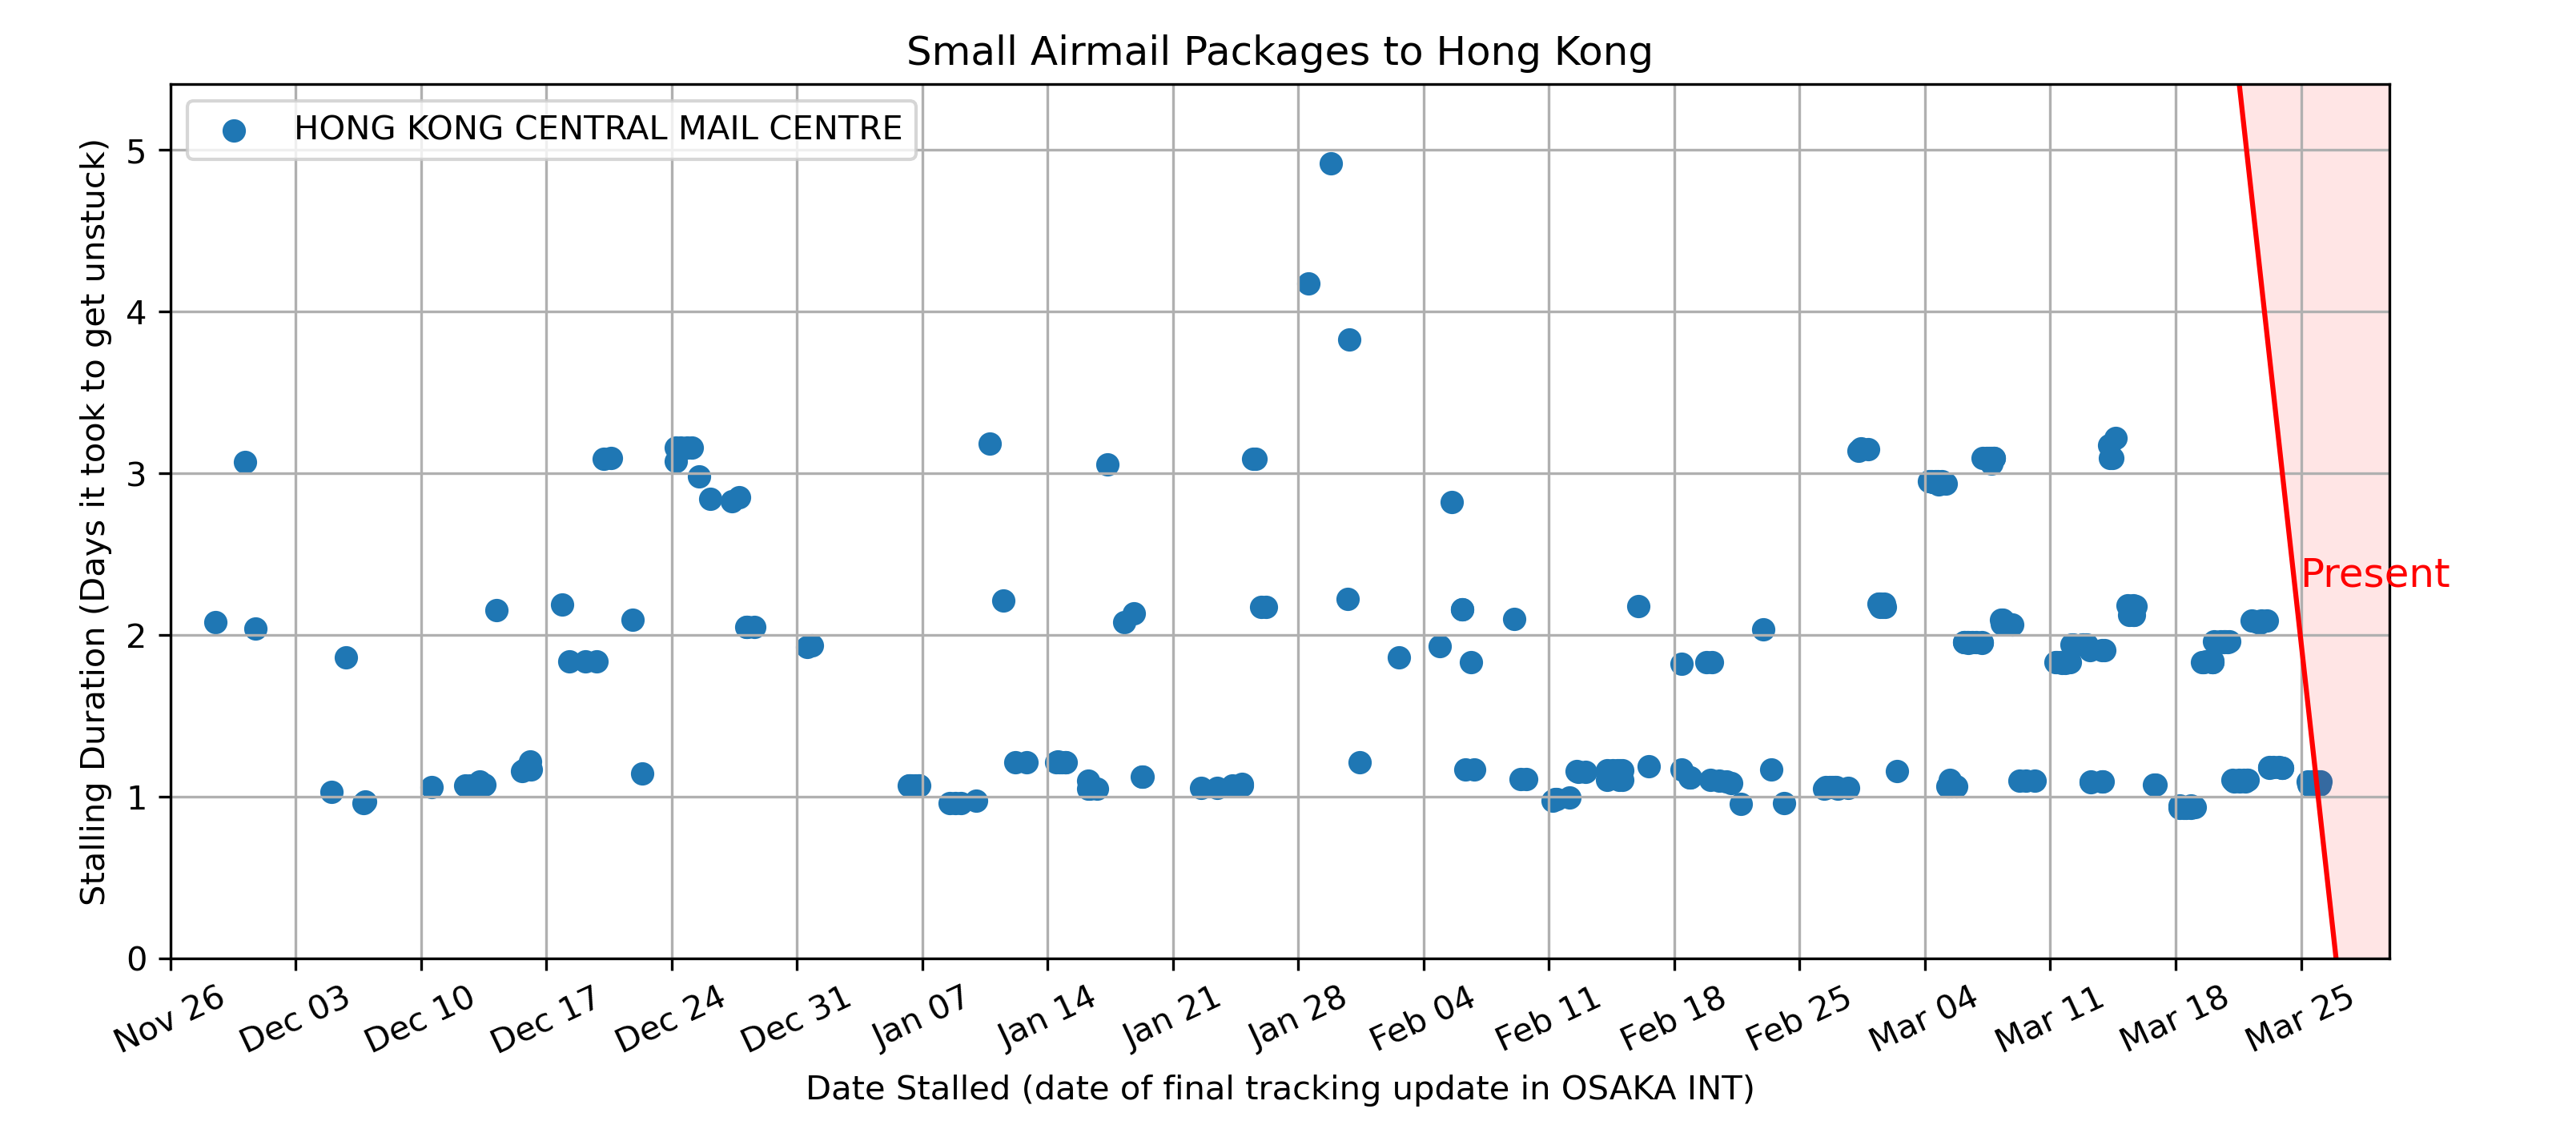 Small Airmail Packages to Hong Kong
HONG KONG CENTRAL MAIL CENTRE
Stalling Duration (Days it took to get unstuck)
5
4
3
2
1
0
Present
Nov 26
Dec 03
Dec 10
Dec 17
Dec 24
Dec 31
Jan 07
Jan 14
Jan 21
Jan 28
Feb 04
Feb 11
Feb 18
Feb 25
Mar 04
Mar 11
Mar 18
Mar 25
Date Stalled (date of final tracking update in OSAKA INT)